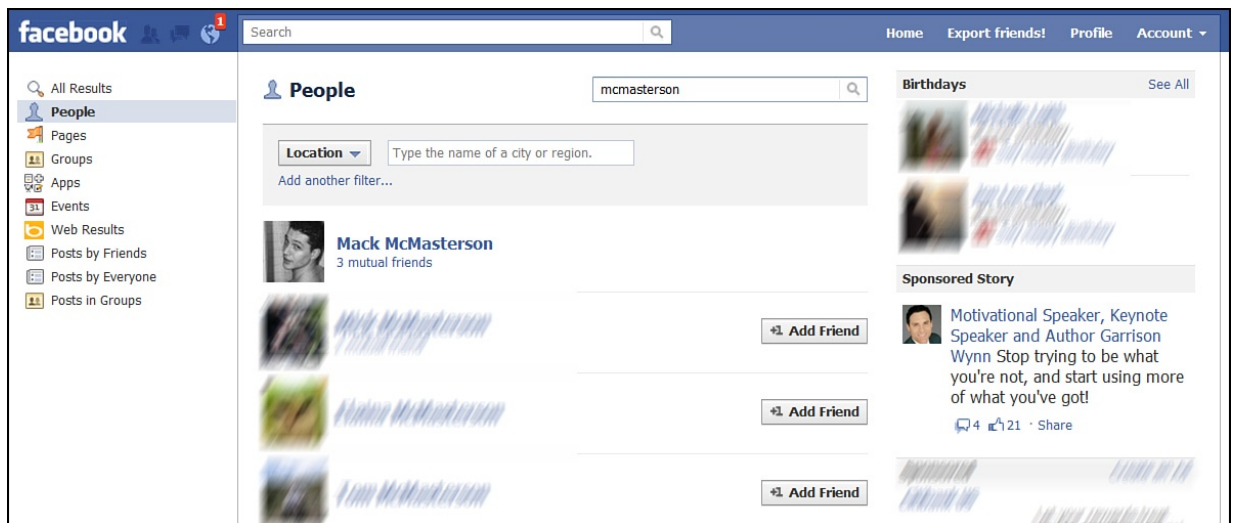 facebook
1
Search
Home Export friends! Profile Account
All Results
People
Pages
Groups
Apps
31 Events
Web Results
Posts by Friends
Posts by Everyone
Posts in Groups
People
mcmasterson
Location
Type the name of a city or region.
Add another filter...
Mack McMasterson
3 mutual friends
+1 Add Friend
+1 Add Friend
+1 Add Friend
Birthdays See All
Sponsored Story
Motivational Speaker, Keynote
Speaker and Author Garrison
Wynn Stop trying to be what
you're not, and start using more
of what you've got!
4 21 · Share